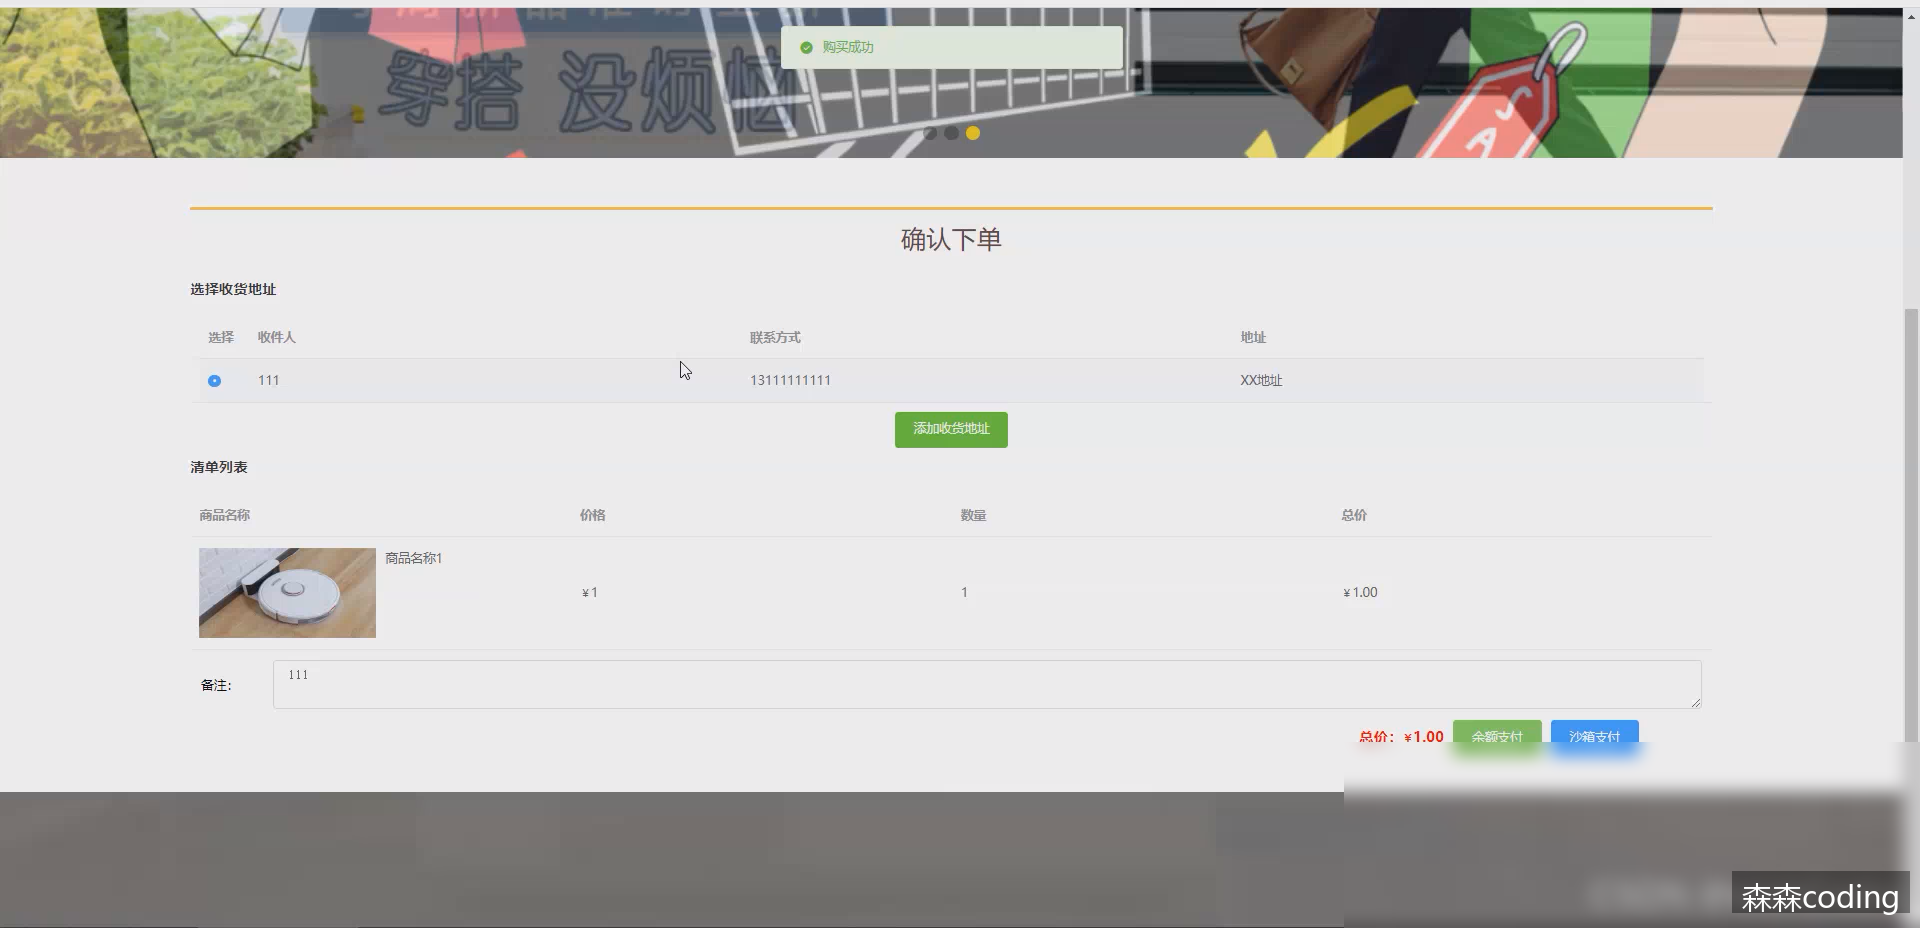 购买成功
穿搭 没烦恼
确认下单
选择收货地址
选择 收件人 联系方式 地址
111 13111111111 XX地址
添加收货地址
清单列表
商品名称 价格 数量 总价
商品名称1
¥1 1 ¥1.00
备注: 111
总价：¥1.00 余额支付 沙箱支付
森森coding